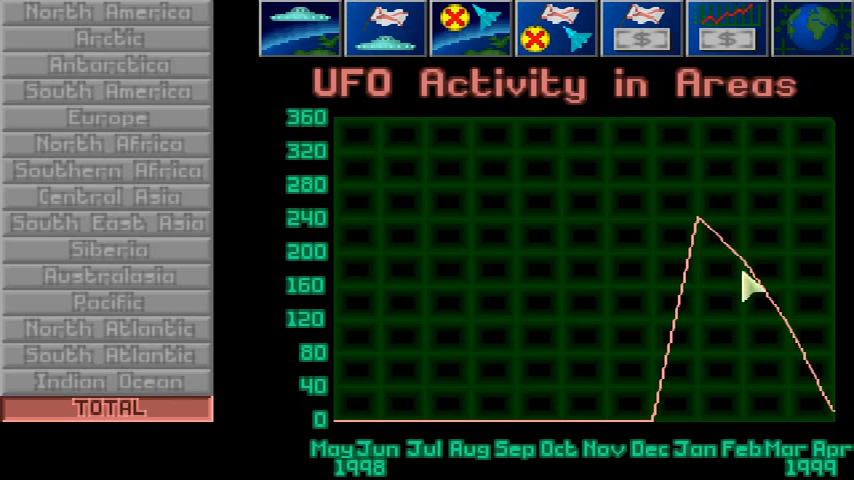 North America
Arctic
Antarctica
South America
Europe
North Africa
Southern Africa
Central Asia
South East Asia
Siberia
Australasia
Pacific
North Atlantic
South Atlantic
Indian Ocean
TOTAL
$ $
UFO Activity in Areas
360
320
280
240
200
160
120
80
40
0
May Jun Jul Aug Sep Oct Nov Dec Jan Feb Mar Apr
1998 1999